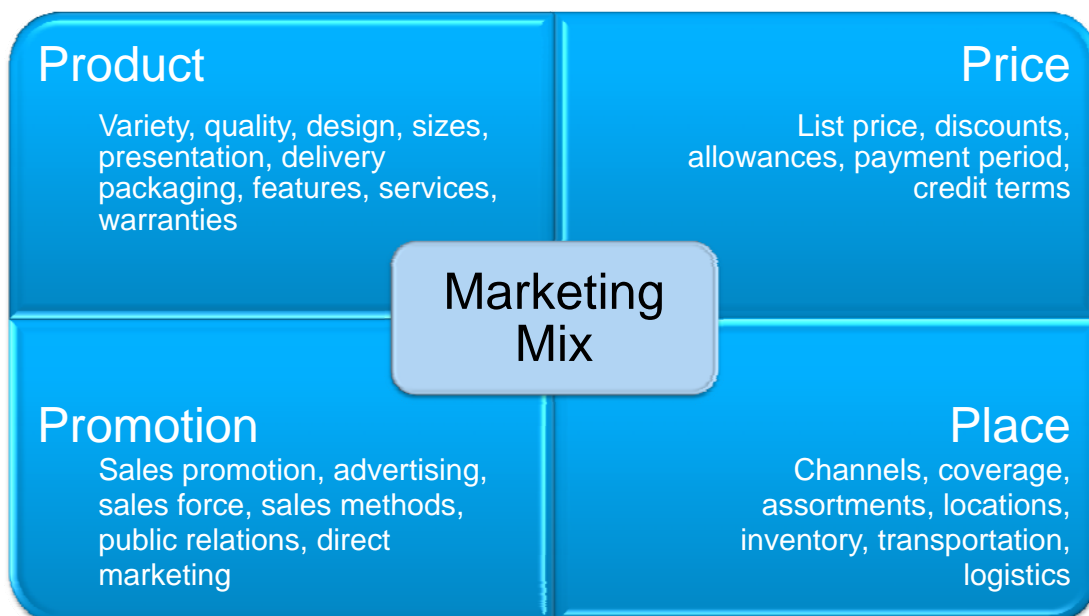 Product
Variety, quality, design, sizes,
presentation, delivery
packaging, features, services,
warranties
Price
List price, discounts,
allowances, payment period,
credit terms
Marketing
Mix
Promotion
Sales promotion, advertising,
sales force, sales methods,
public relations, direct
marketing
Place
Channels, coverage,
assortments, locations,
inventory, transportation,
logistics